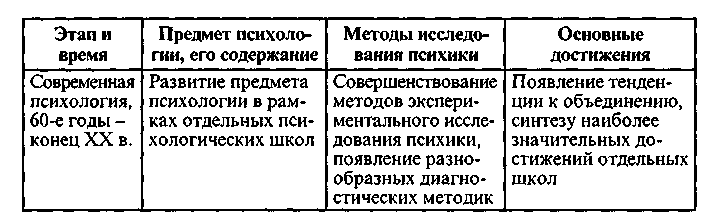 Этап и
время
Предмет психоло-
гии, его содержание
Методы исследо-
вания психики
Основные
достижения
Современная
психология,
60-е годы –
конец XX в.
Развитие предмета
психологии в рам-
ках отдельных пси-
хологических школ
Совершенствование
методов экспери-
ментального иссле-
дования психики,
появление разно-
образных диагно-
стических методик
Появление тенден-
ции к объединению,
синтезу наиболее
значительных до-
стижений отдельных
школ